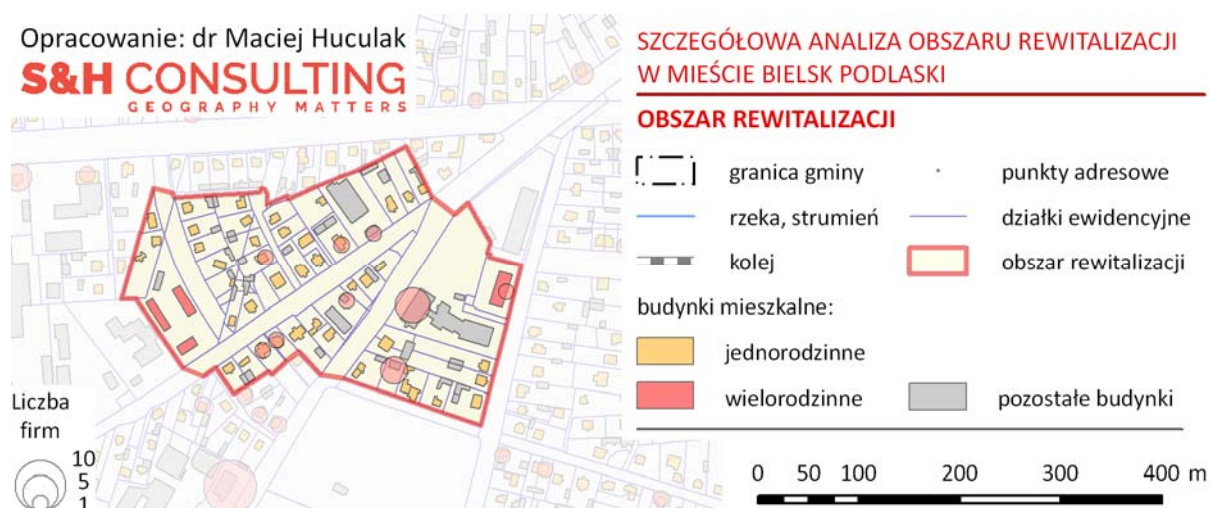 Opracowanie: dr Maciej Huculak
S&H CONSULTING
GEOGRAPHY MATTERS
SZCZEGÓŁOWA ANALIZA OBSZARU REWITALIZACJI
W MIEŚCIE BIELSK PODLASKI
OBSZAR REWITALIZACJI
granica gminy
punkty adresowe
rzeka, strumień
działki ewidencyjne
kolej
obszar rewitalizacji
budynki mieszkalne:
jednorodzinne
wielorodzinne
pozostałe budynki
Liczba
firm
10
5
1
0 50 100 200 300 400 m